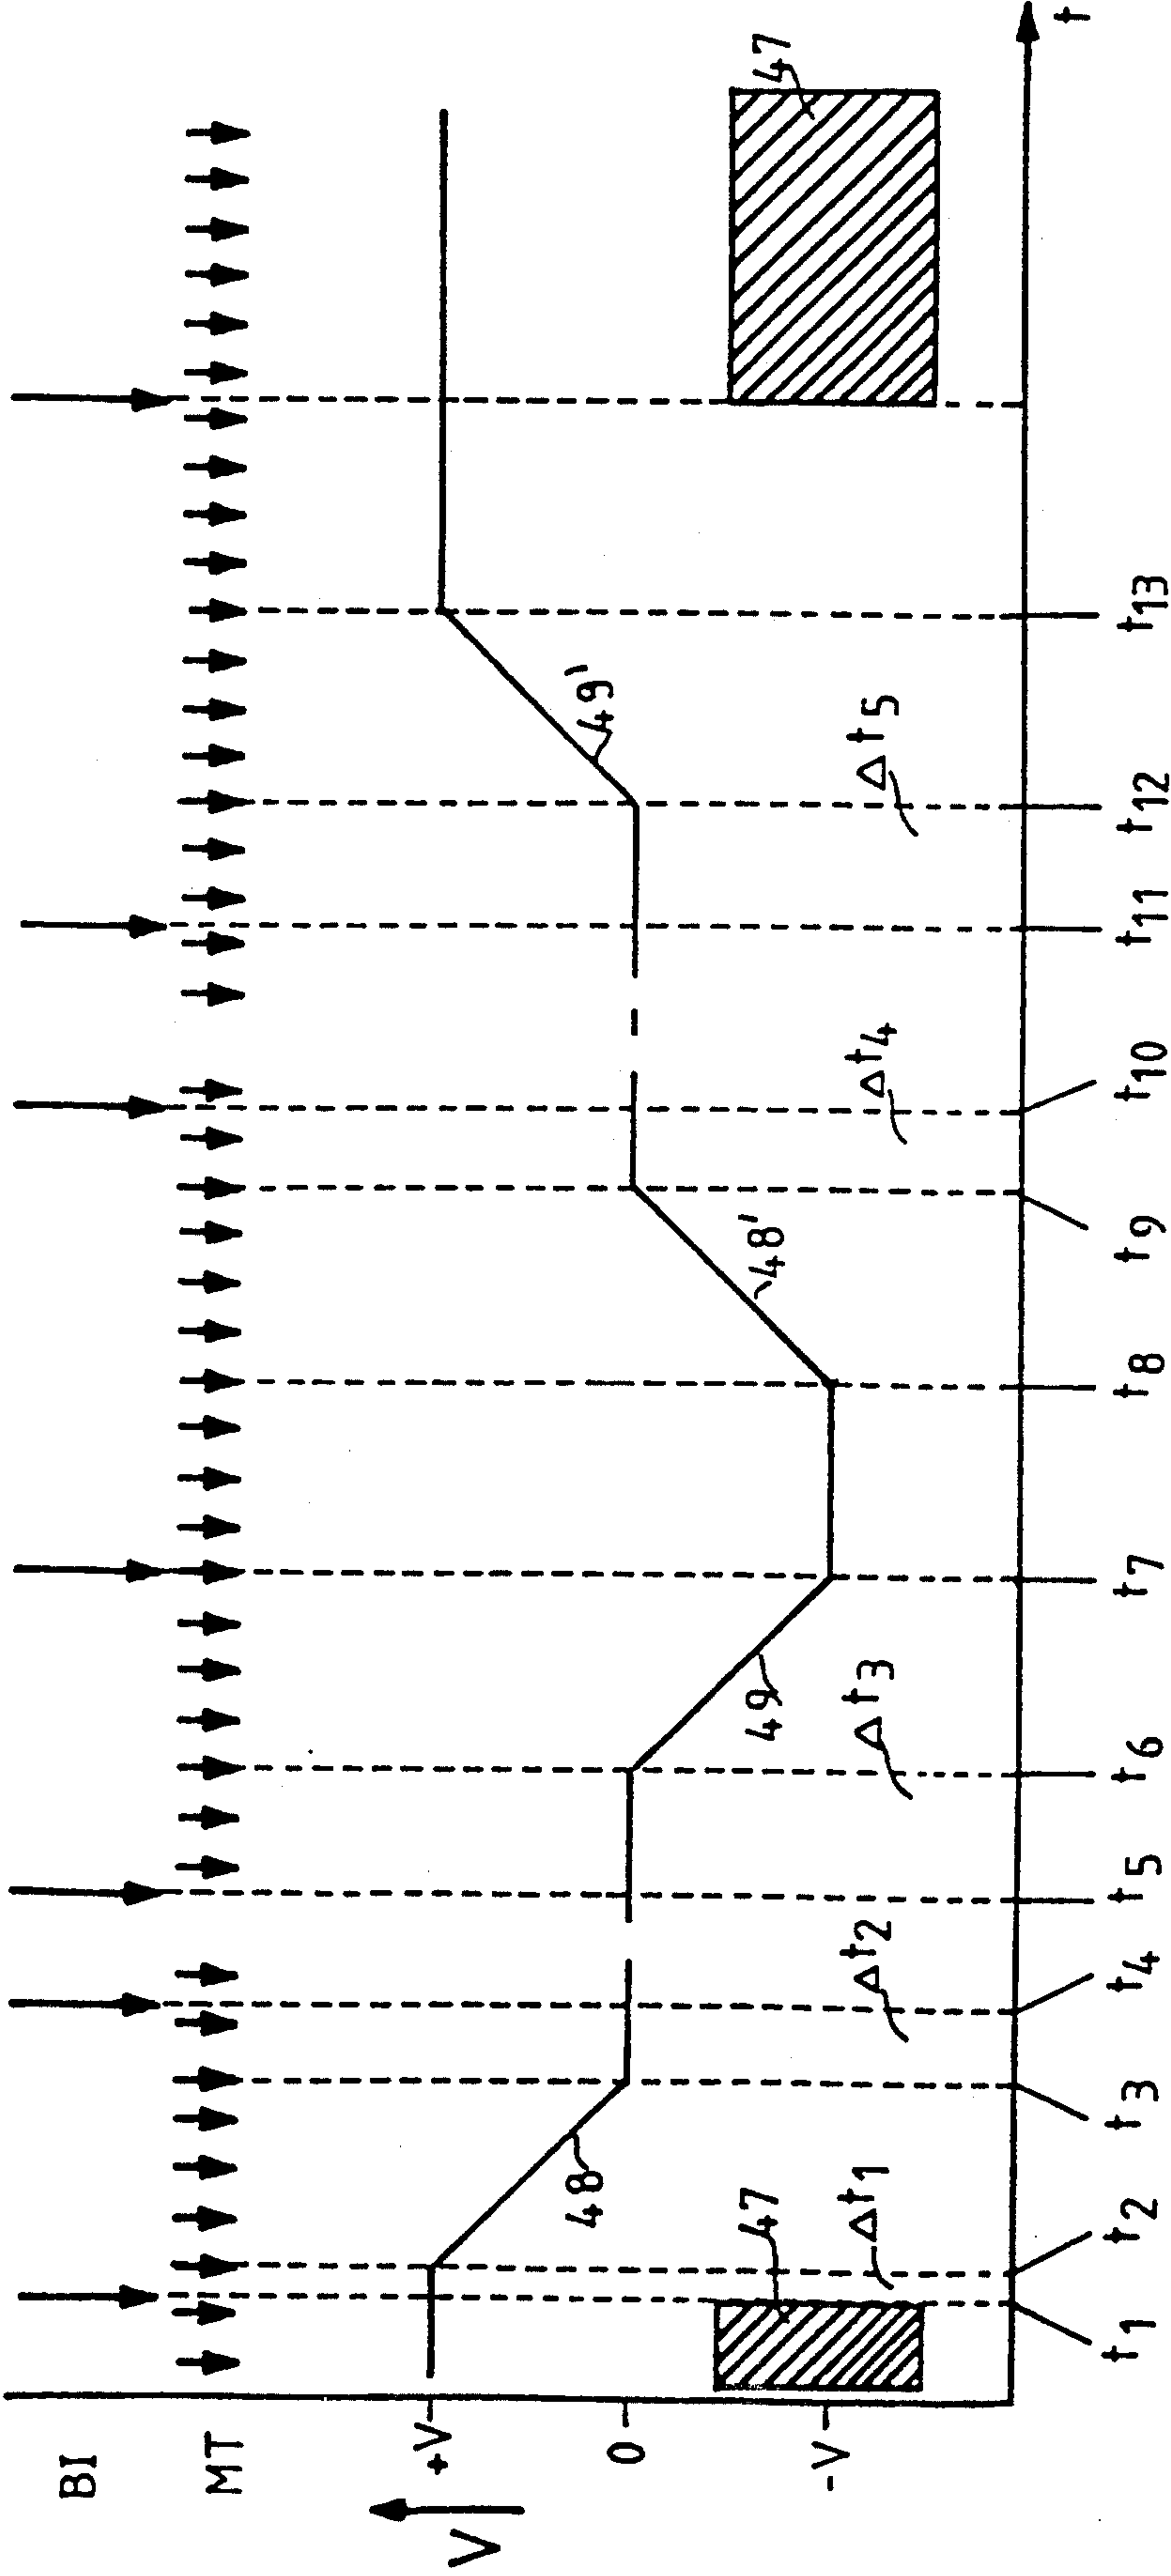 BI
MT
V
+V
0
-V
47
48
49
48'
49'
47
Δt1
Δt2
Δt3
Δt4
Δt5
t1
t2
t3
t4
t5
t6
t7
t8
t9
t10
t11
t12
t13
t